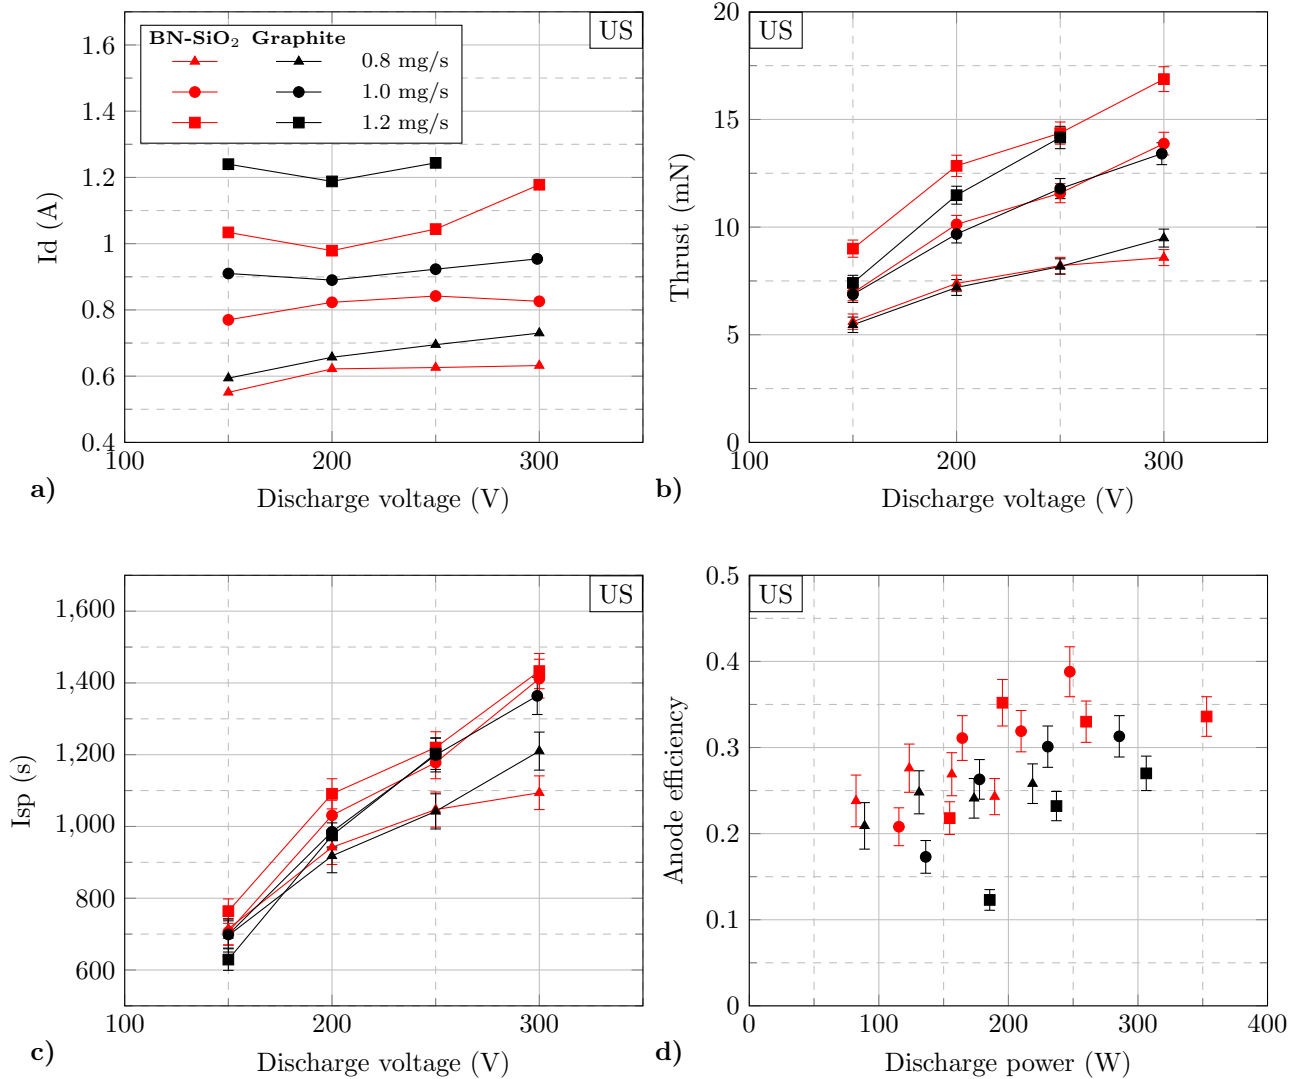 US
BN-SiO₂ Graphite
0.8 mg/s
1.0 mg/s
1.2 mg/s
1.6
1.4
1.2
1
0.8
0.6
0.4
100 200 300
Id (A)
Discharge voltage (V)
a)
US
20
15
10
5
0
100 200 300
Thrust (mN)
Discharge voltage (V)
b)
US
1,600
1,400
1,200
1,000
800
600
100 200 300
Isp (s)
Discharge voltage (V)
c)
US
0.5
0.4
0.3
0.2
0.1
0
0 100 200 300 400
Anode efficiency
Discharge power (W)
d)